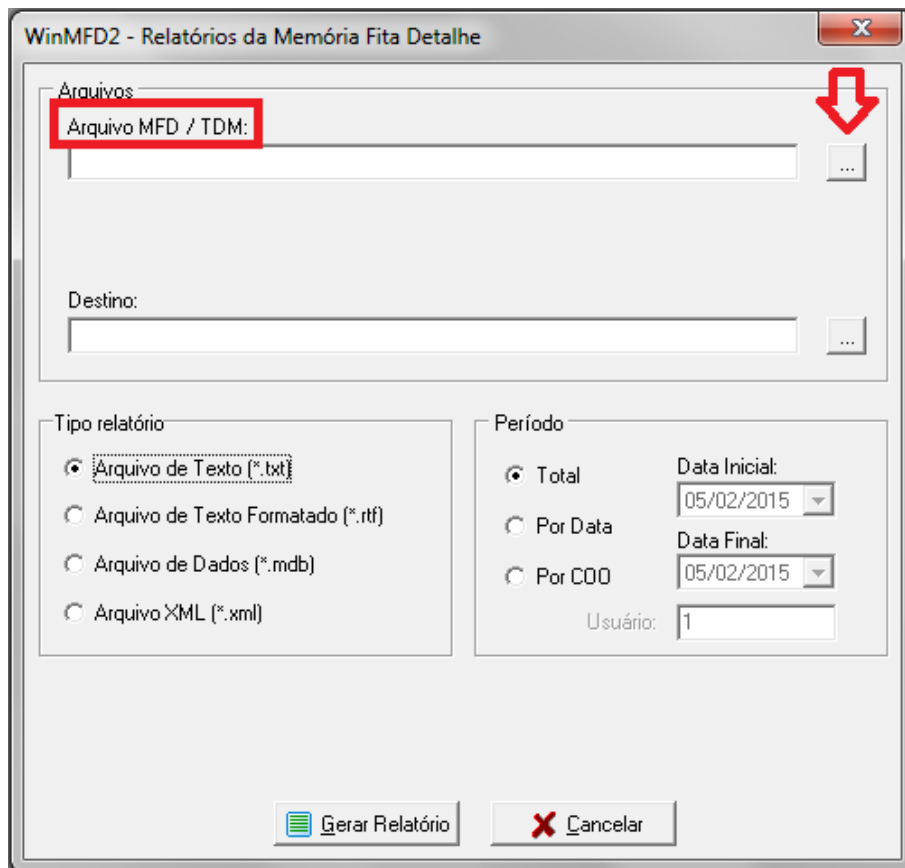 WinMFD2 - Relatórios da Memória Fita Detalhe
X
Arquivos
Arquivo MFD / TDM:
...
Destino:
...
Tipo relatório
Arquivo de Texto (*.txt)
Arquivo de Texto Formatado (*.rtf)
Arquivo de Dados (*.mdb)
Arquivo XML (*.xml)
Período
Total
Por Data
Por COO
Data Inicial:
05/02/2015
Data Final:
05/02/2015
Usuário: 1
Gerar Relatório
Cancelar